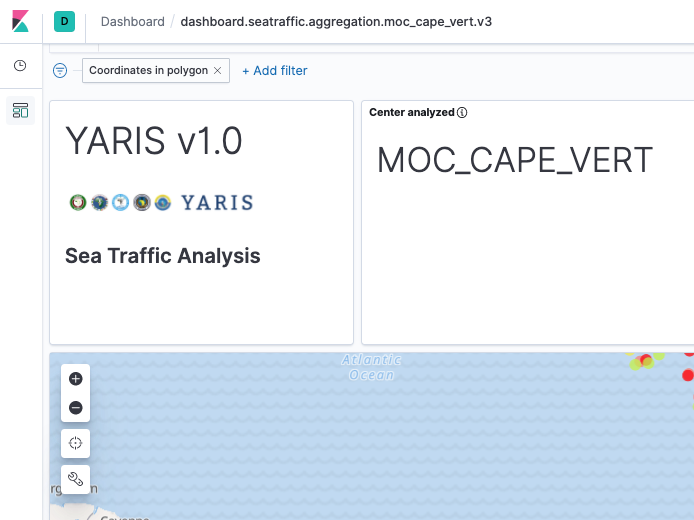 D Dashboard / dashboard.seatraffic.aggregation.moc_cape_vert.v3
Coordinates in polygon × + Add filter
YARIS v1.0
YARIS
Sea Traffic Analysis
Center analyzed
MOC_CAPE_VERT
Atlantic
Ocean